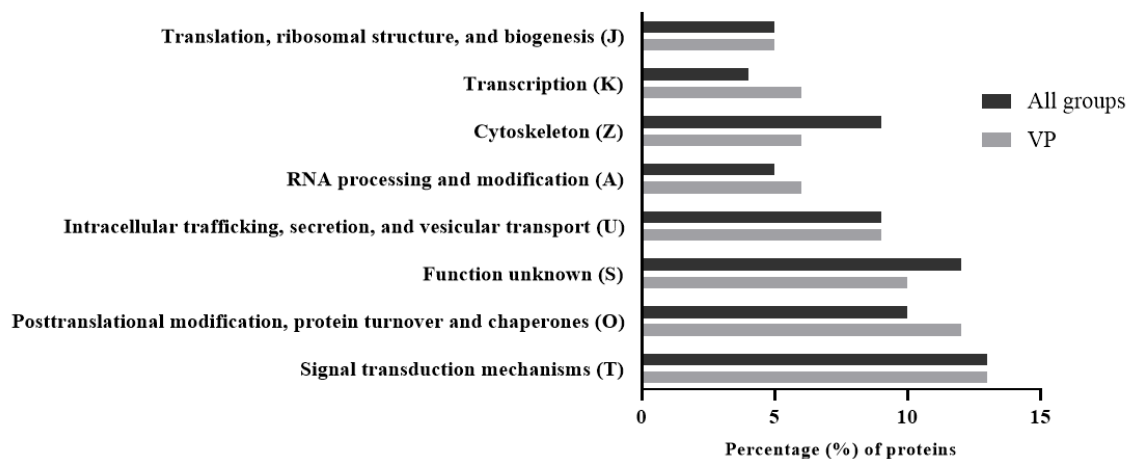 Translation, ribosomal structure, and biogenesis (J)
Transcription (K)
Cytoskeleton (Z)
RNA processing and modification (A)
Intracellular trafficking, secretion, and vesicular transport (U)
Function unknown (S)
Posttranslational modification, protein turnover and chaperones (O)
Signal transduction mechanisms (T)
All groups
VP
0 5 10 15
Percentage (%) of proteins